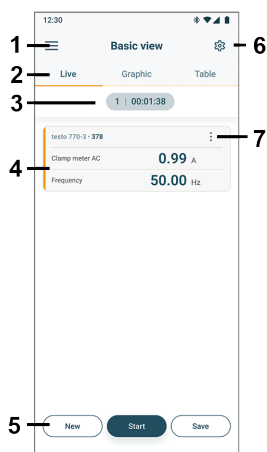 12:30
1 Basic view 6
2 Live Graphic Table
3 1 | 00:01:38
testo 770-3 • 378 7
4 Clamp meter AC 0.99 A
Frequency 50.00 Hz
5 New Start Save